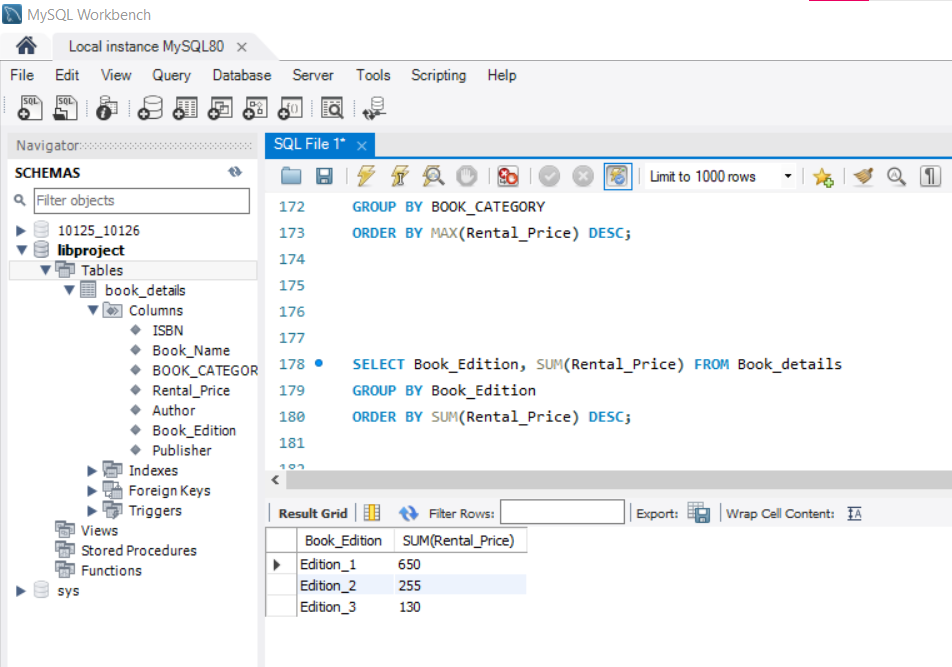 MySQL Workbench
Local instance MySQL80
File Edit View Query Database Server Tools Scripting Help
Navigator
SCHEMAS
Filter objects
10125_10126
libproject
Tables
book_details
Columns
ISBN
Book_Name
BOOK_CATEGOR
Rental_Price
Author
Book_Edition
Publisher
Indexes
Foreign Keys
Triggers
Views
Stored Procedures
Functions
sys
SQL File 1*
Limit to 1000 rows
172 GROUP BY BOOK_CATEGORY
173 ORDER BY MAX(Rental_Price) DESC;
174
175
176
177
178 SELECT Book_Edition, SUM(Rental_Price) FROM Book_details
179 GROUP BY Book_Edition
180 ORDER BY SUM(Rental_Price) DESC;
181
182
Result Grid Filter Rows: Export: Wrap Cell Content:
Book_Edition SUM(Rental_Price)
Edition_1 650
Edition_2 255
Edition_3 130